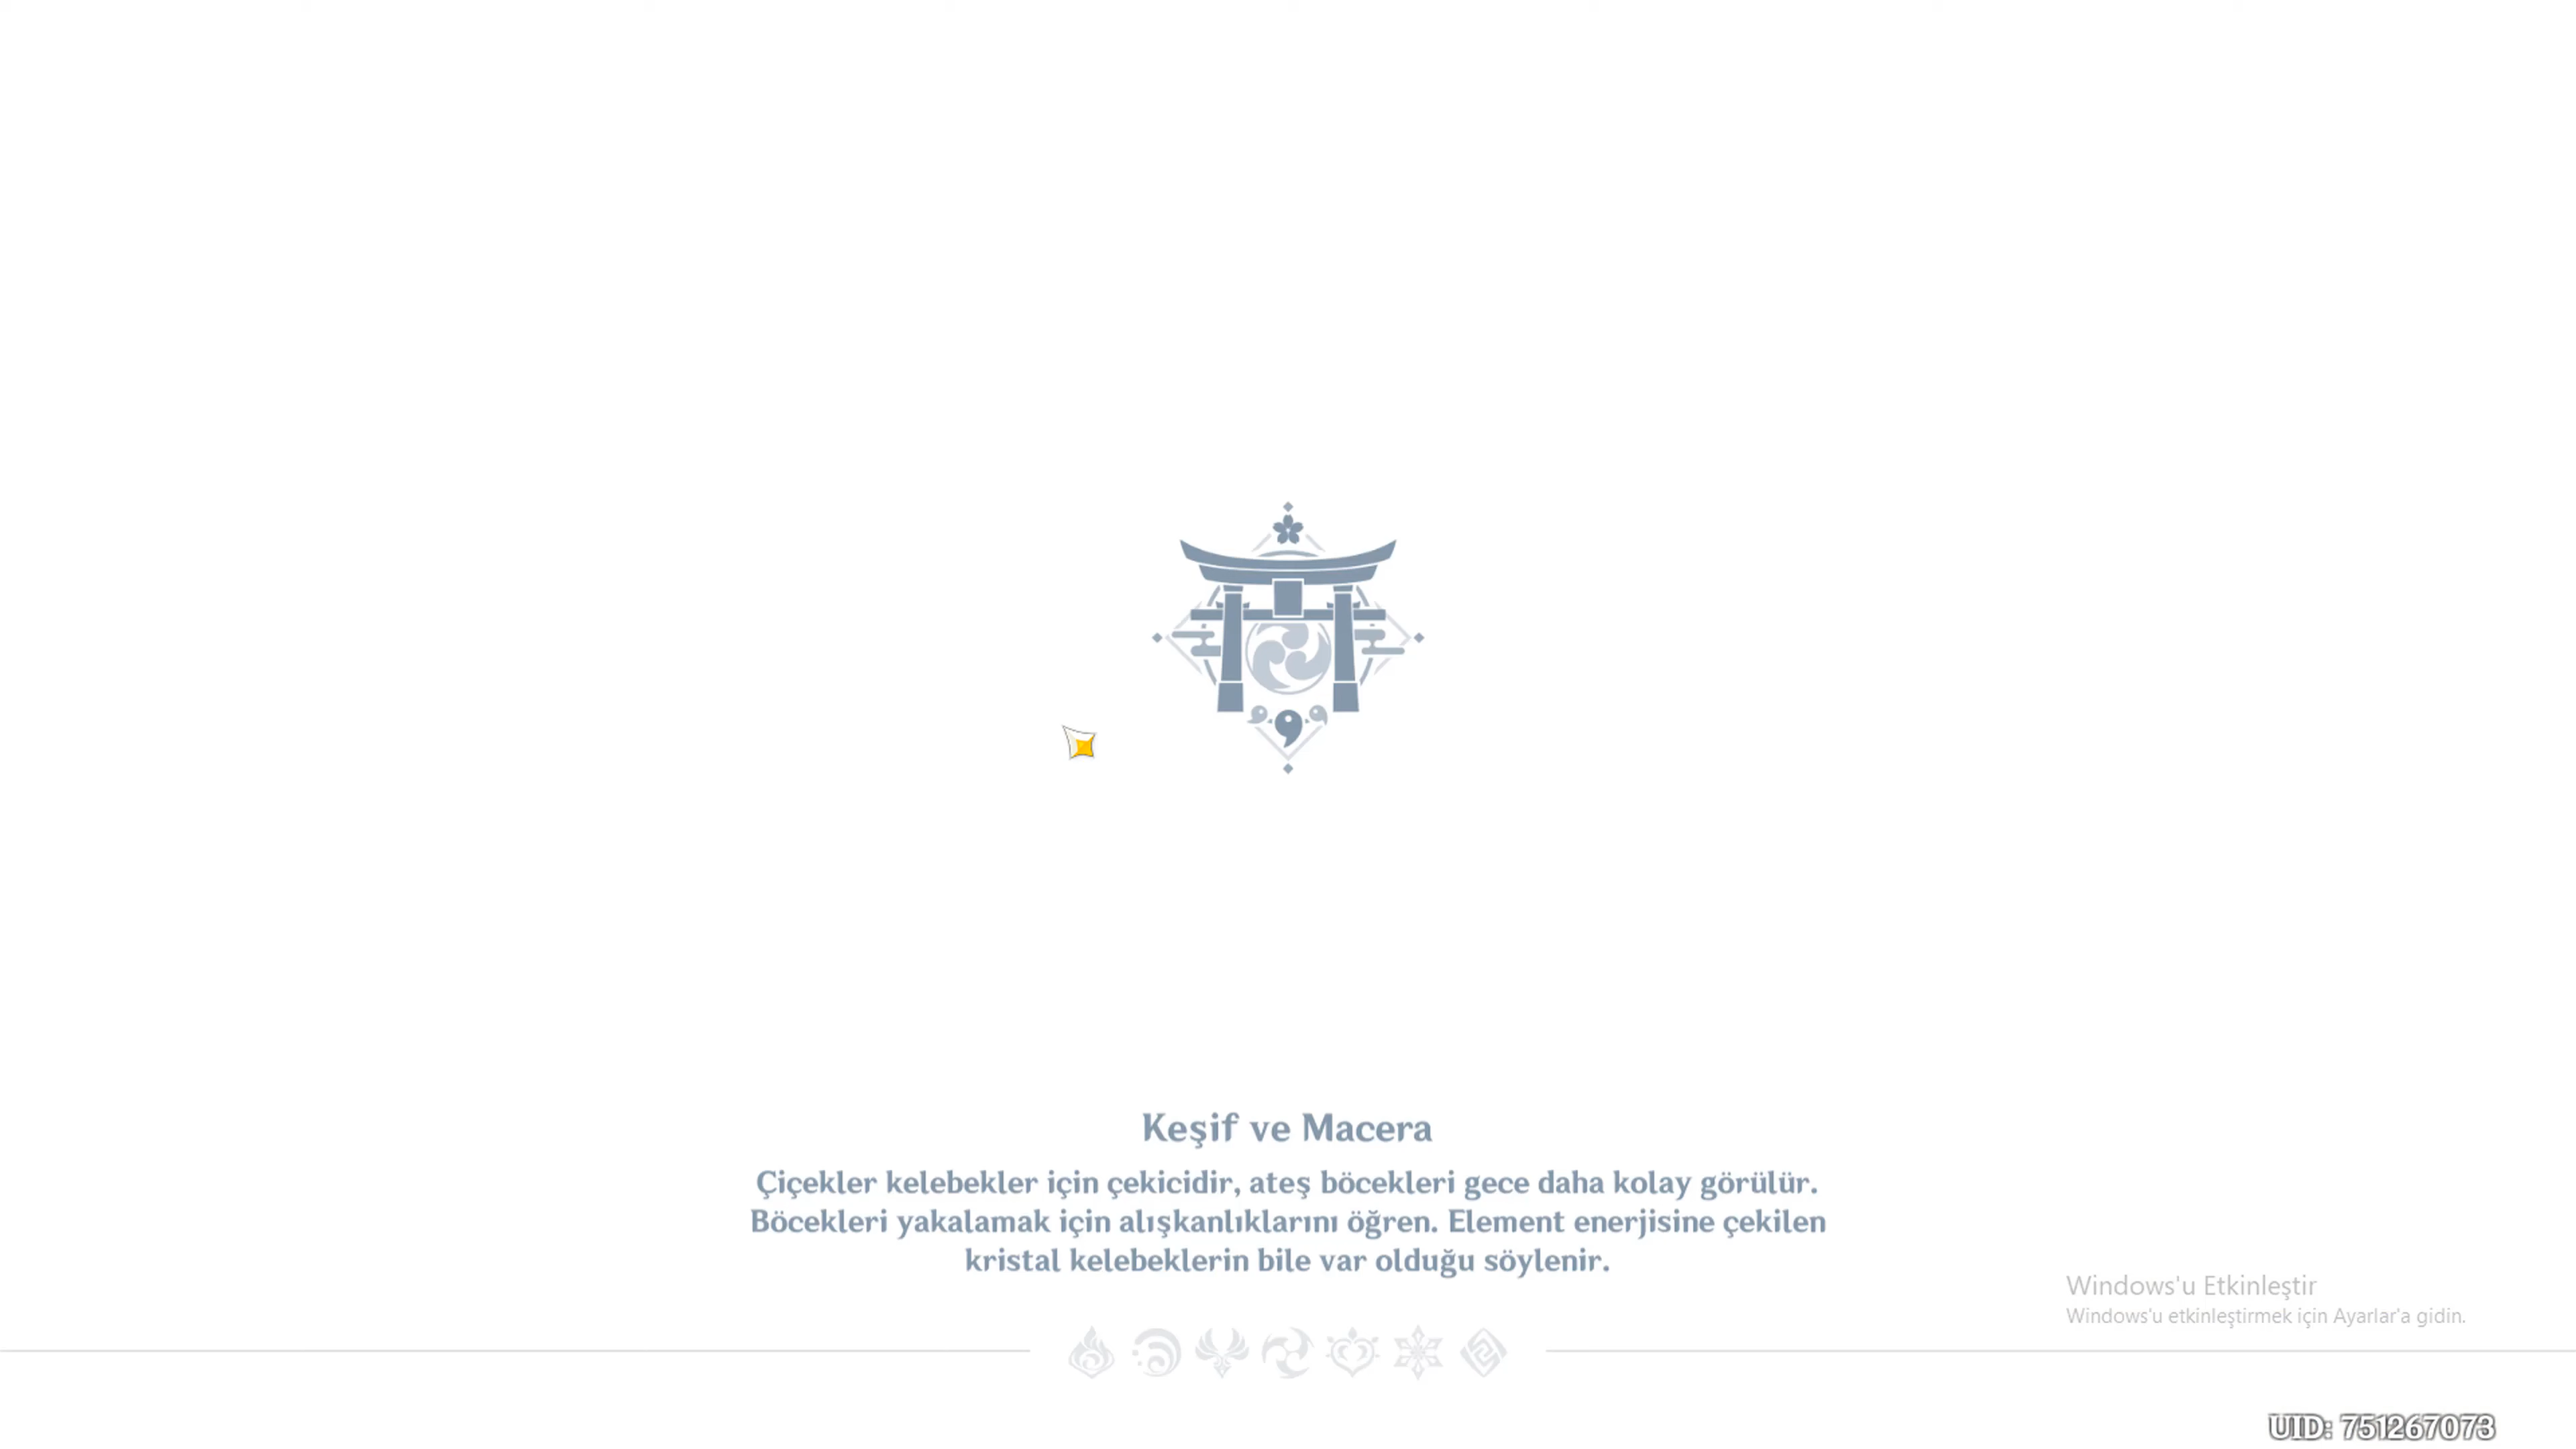 Keşif ve Macera
Çiçekler kelebekler için çekicidir, ateş böcekleri gece daha kolay görülür.
Böcekleri yakalamak için alışkanlıklarını öğren. Element enerjisine çekilen
kristal kelebeklerin bile var olduğu söylenir.
Windows'u Etkinleştir
Windows'u etkinleştirmek için Ayarlar'a gidin.
UID: 751267073